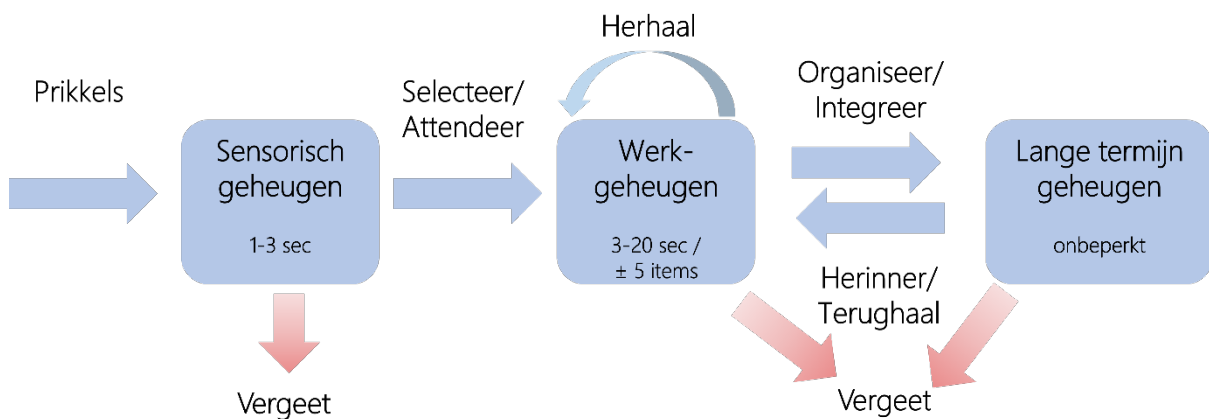 Herhaal
Prikkels
Selecteer/
Attendeer
Organiseer/
Integreer
Sensorisch
geheugen
1-3 sec
Werk-
geheugen
3-20 sec /
± 5 items
Lange termijn
geheugen
onbeperkt
Herinner/
Terughaal
Vergeet
Vergeet